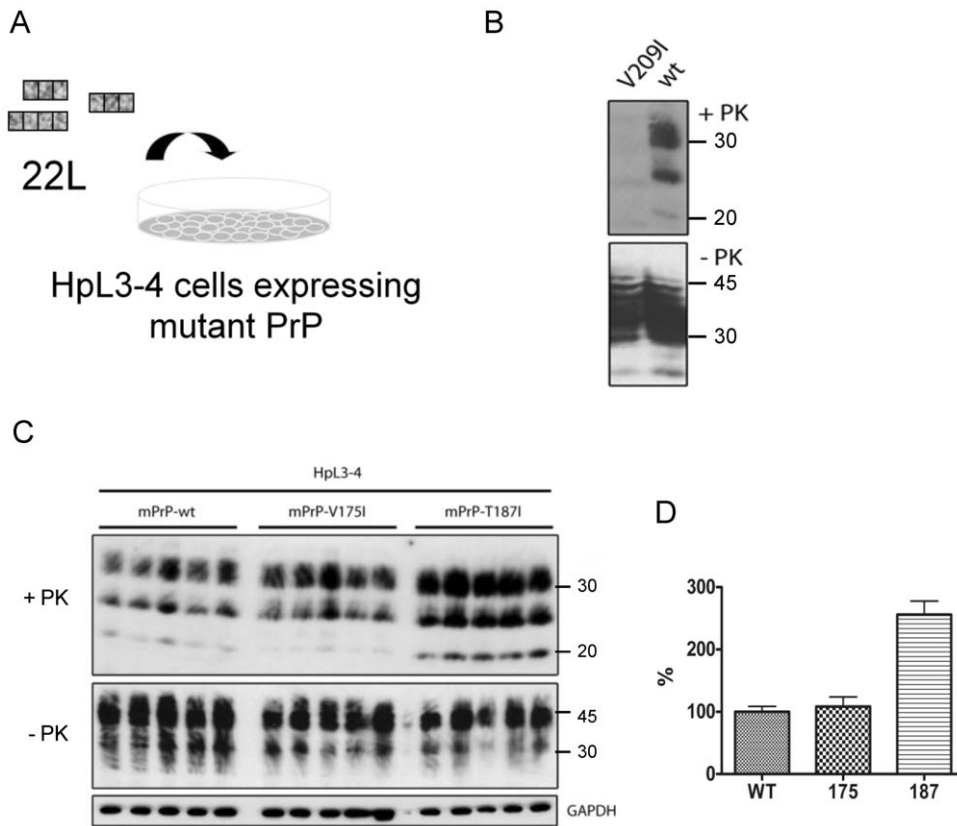 A
22L
HpL3-4 cells expressing
mutant PrP
B
V209I
wt
+ PK
30
20
- PK
45
30
C
HpL3-4
mPrP-wt mPrP-V175I mPrP-T187I
+ PK
30
20
- PK
45
30
GAPDH
D
%
300
200
100
0
WT 175 187